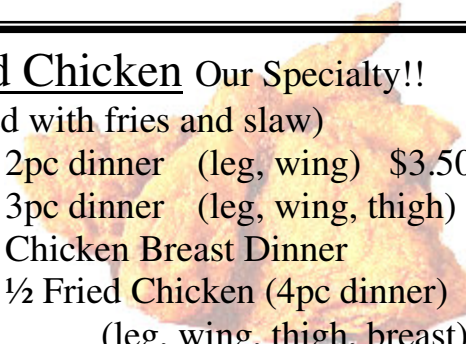 d Chicken Our Specialty!!
d with fries and slaw)
2pc dinner (leg, wing) $3.50
3pc dinner (leg, wing, thigh)
Chicken Breast Dinner
½ Fried Chicken (4pc dinner)
(leg, wing, thigh, breast)